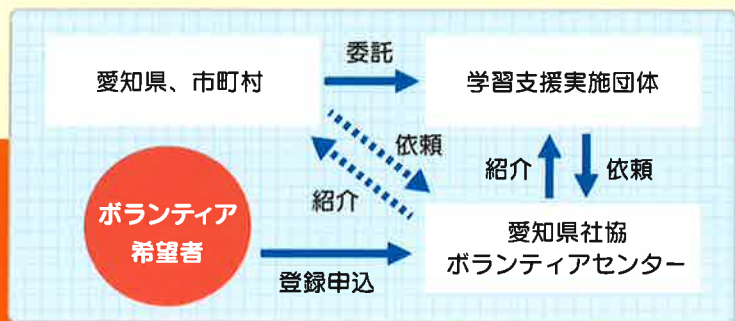 愛知県、市町村
委託
学習支援実施団体
依頼
紹介
紹介
依頼
ボランティア
希望者
登録申込
愛知県社協
ボランティアセンター